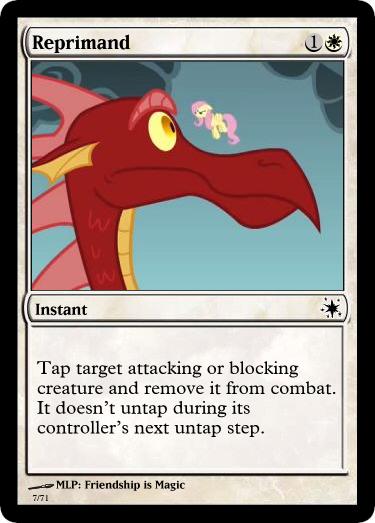 Reprimand 1
Instant
Tap target attacking or blocking
creature and remove it from combat.
It doesn't untap during its
controller's next untap step.
MLP: Friendship is Magic
7/71